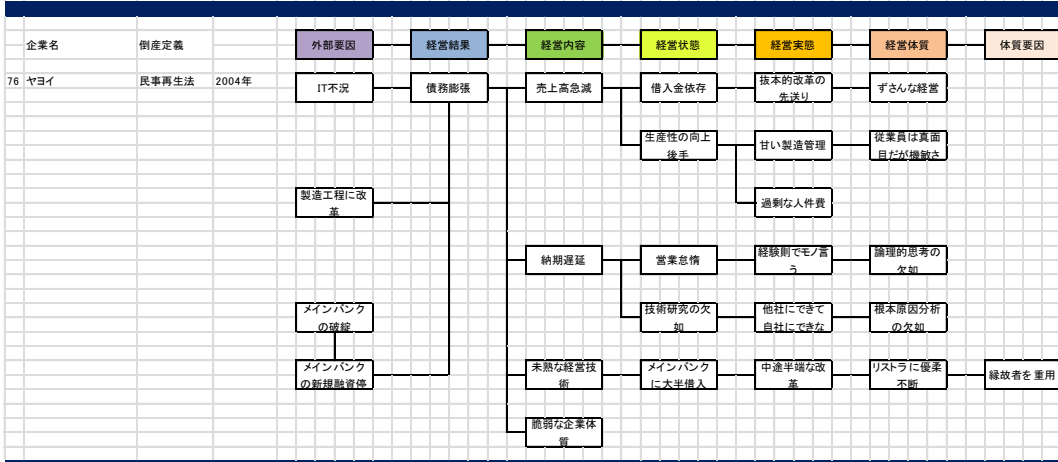 企業名
倒産定義
外部要因
経営結果
経営内容
経営状態
経営実態
経営体質
体質要因
76 ヤヨイ
民事再生法
2004年
IT不況
債務膨張
売上高急減
借入金依存
抜本的改革の
先送り
ずさんな経営
生産性の向上
後手
甘い製造管理
従業員は真面
目だが機敏さ
製造工程に改
革
過剰な人件費
納期遅延
営業怠惰
経験則でモノ言
う
論理的思考の
欠如
メインバンク
の破綻
技術研究の欠
如
他社にできて
自社にできな
根本原因分析
の欠如
メインバンク
の新規融資停
未熟な経営技
術
メインバンク
に大半借入
中途半端な改
革
リストラに優柔
不断
縁故者を重用
脆弱な企業体
質